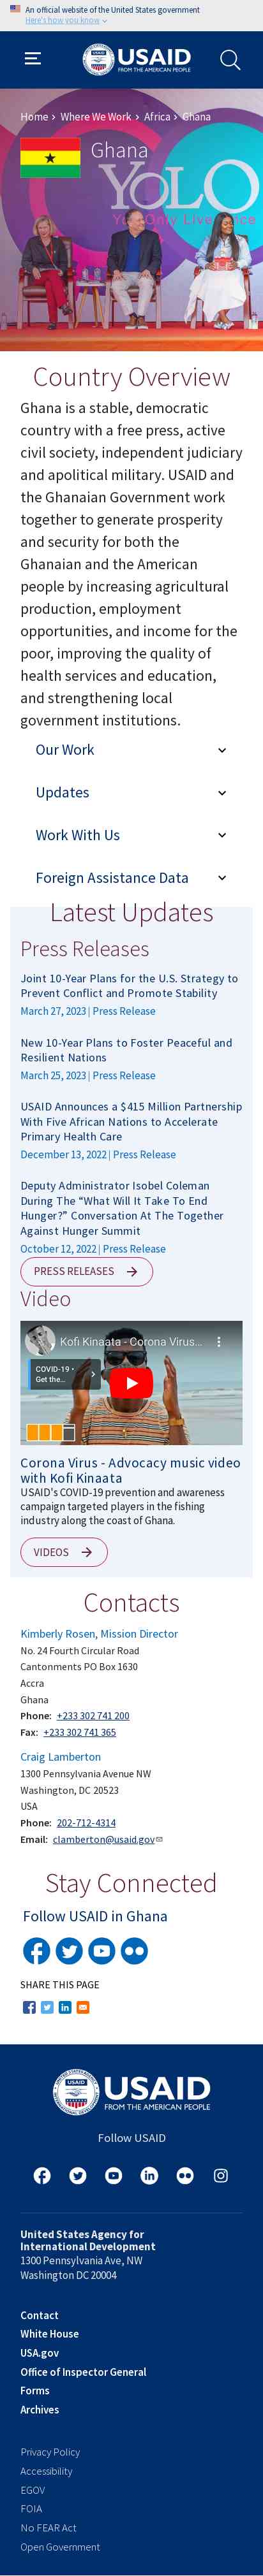 An official website of the United States government
Here's how you know
USAID
FROM THE AMERICAN PEOPLE
Home > Where We Work > Africa > Ghana
Ghana
YOLO
Country Overview
Ghana is a stable, democratic
country with a free press, active
civil society, independent judiciary
and apolitical military. USAID and
the Ghanaian Government work
together to generate prosperity
and security for both the
Ghanaian and the American
people by increasing agricultural
production, employment
opportunities, and income for the
poor, improving the quality of
health services and education,
and strengthening local
government institutions.
Our Work
Updates
Work With Us
Foreign Assistance Data
Latest Updates
Press Releases
Joint 10-Year Plans for the U.S. Strategy to
Prevent Conflict and Promote Stability
March 27, 2023 | Press Release
New 10-Year Plans to Foster Peaceful and
Resilient Nations
March 25, 2023 | Press Release
USAID Announces a $415 Million Partnership
With Five African Nations to Accelerate
Primary Health Care
December 13, 2022 | Press Release
Deputy Administrator Isobel Coleman
During The “What Will It Take To End
Hunger?” Conversation At The Together
Against Hunger Summit
October 12, 2022 | Press Release
PRESS RELEASES
Video
Kofi Kinaata - Corona Virus...
COVID-19 •
Get the...
Corona Virus - Advocacy music video
with Kofi Kinaata
USAID's COVID-19 prevention and awareness
campaign targeted players in the fishing
industry along the coast of Ghana.
VIDEOS
Contacts
Kimberly Rosen, Mission Director
No. 24 Fourth Circular Road
Cantonments PO Box 1630
Accra
Ghana
Phone: +233 302 741 200
Fax: +233 302 741 365
Craig Lamberton
1300 Pennsylvania Avenue NW
Washington, DC 20523
USA
Phone: 202-712-4314
Email: clamberton@usaid.gov
Stay Connected
Follow USAID in Ghana
SHARE THIS PAGE
USAID
FROM THE AMERICAN PEOPLE
Follow USAID
United States Agency for
International Development
1300 Pennsylvania Ave, NW
Washington DC 20004
Contact
White House
USA.gov
Office of Inspector General
Forms
Archives
Privacy Policy
Accessibility
EGOV
FOIA
No FEAR Act
Open Government